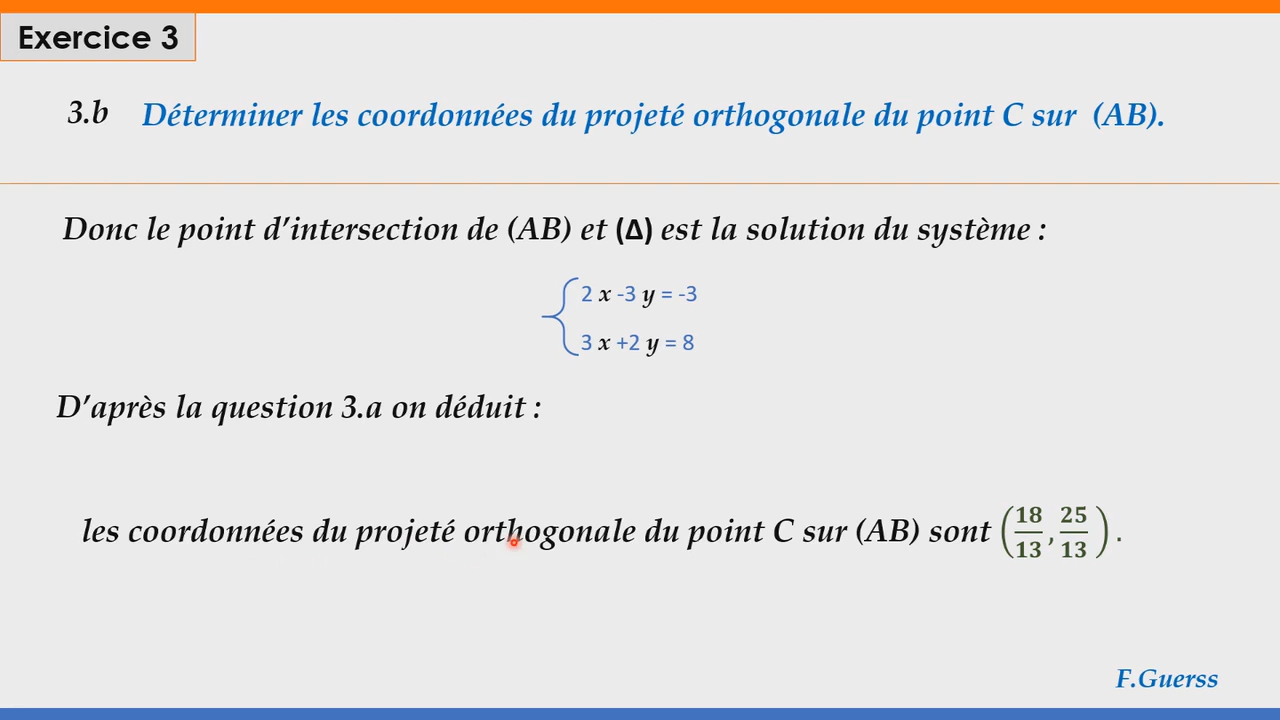 Exercice 3
3.b Déterminer les coordonnées du projeté orthogonale du point C sur (AB).
Donc le point d’intersection de (AB) et (Δ) est la solution du système :
2 x -3 y = -3
3 x +2 y = 8
D’après la question 3.a on déduit :
les coordonnées du projeté orthogonale du point C sur (AB) sont (18/13, 25/13).
F.Guerss